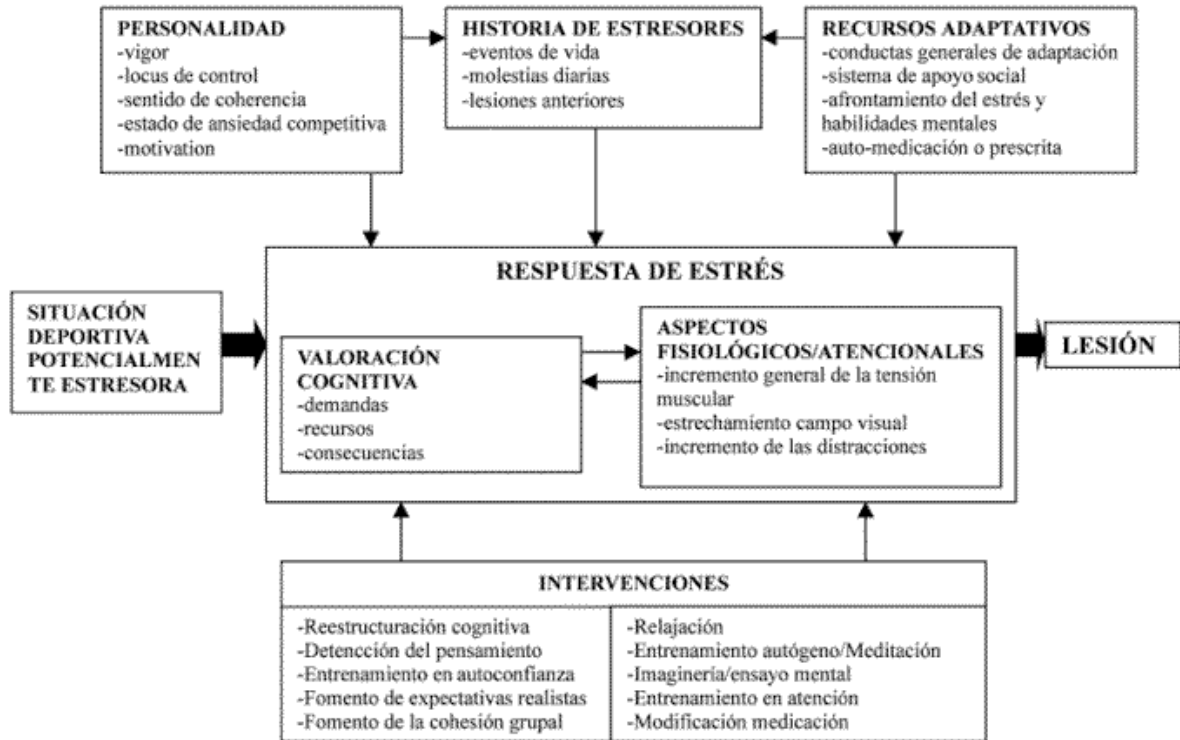 PERSONALIDAD
-vigor
-locus de control
-sentido de coherencia
-estado de ansiedad competitiva
-motivation
HISTORIA DE ESTRESORES
-eventos de vida
-molestias diarias
-lesiones anteriores
RECURSOS ADAPTATIVOS
-conductas generales de adaptación
-sistema de apoyo social
-afrontamiento del estrés y
habilidades mentales
-auto-medicación o prescrita
SITUACIÓN
DEPORTIVA
POTENCIALMEN
TE ESTRESORA
RESPUESTA DE ESTRÉS
VALORACIÓN
COGNITIVA
-demandas
-recursos
-consecuencias
ASPECTOS
FISIOLÓGICOS/ATENCIONALES
-incremento general de la tensión
muscular
-estrechamiento campo visual
-incremento de las distracciones
LESIÓN
INTERVENCIONES
-Reestructuración cognitiva
-Detencción del pensamiento
-Entrenamiento en autoconfianza
-Fomento de expectativas realistas
-Fomento de la cohesión grupal
-Relajación
-Entrenamiento autógeno/Meditación
-Imaginería/ensayo mental
-Entrenamiento en atención
-Modificación medicación